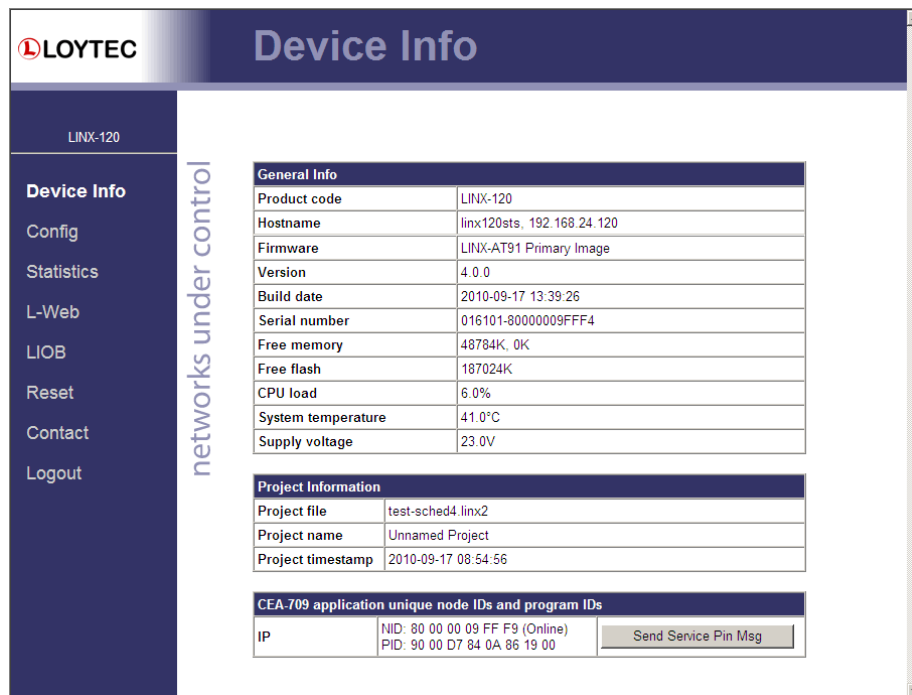 LOYTEC
Device Info
LINX-120
Device Info
Config
Statistics
L-Web
LIOB
Reset
Contact
Logout
networks under control
General Info
Product code LINX-120
Hostname linx120sts, 192.168.24.120
Firmware LINX-AT91 Primary Image
Version 4.0.0
Build date 2010-09-17 13:39:26
Serial number 016101-80000009FFF4
Free memory 48784K, 0K
Free flash 187024K
CPU load 6.0%
System temperature 41.0°C
Supply voltage 23.0V
Project Information
Project file test-sched4.linx2
Project name Unnamed Project
Project timestamp 2010-09-17 08:54:56
CEA-709 application unique node IDs and program IDs
IP NID: 80 00 00 09 FF F9 (Online)
PID: 90 00 D7 84 0A 86 19 00
Send Service Pin Msg